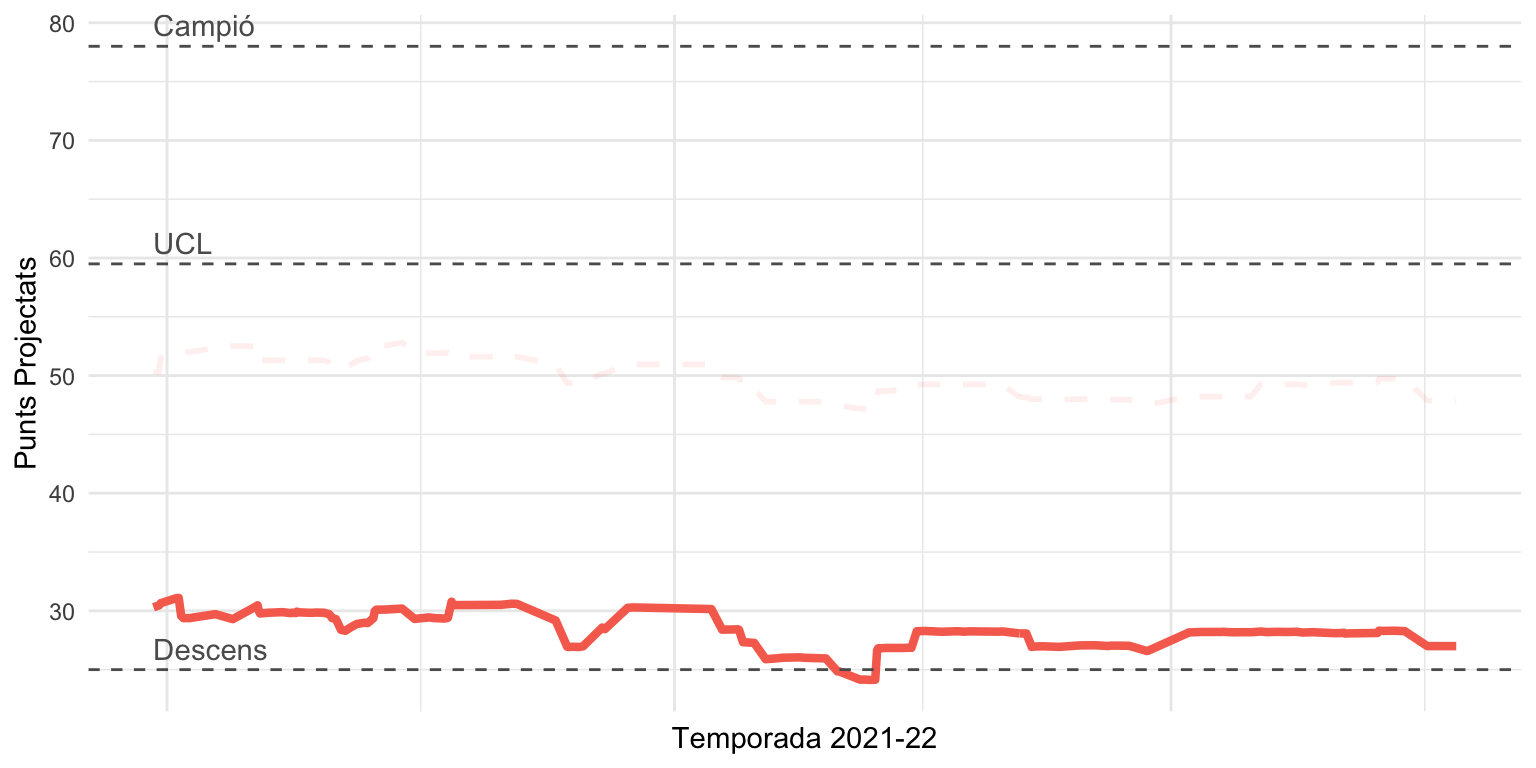 80
Campió
70
UCL
60
50
40
30
Descens
Punts Projectats
Temporada 2021-22